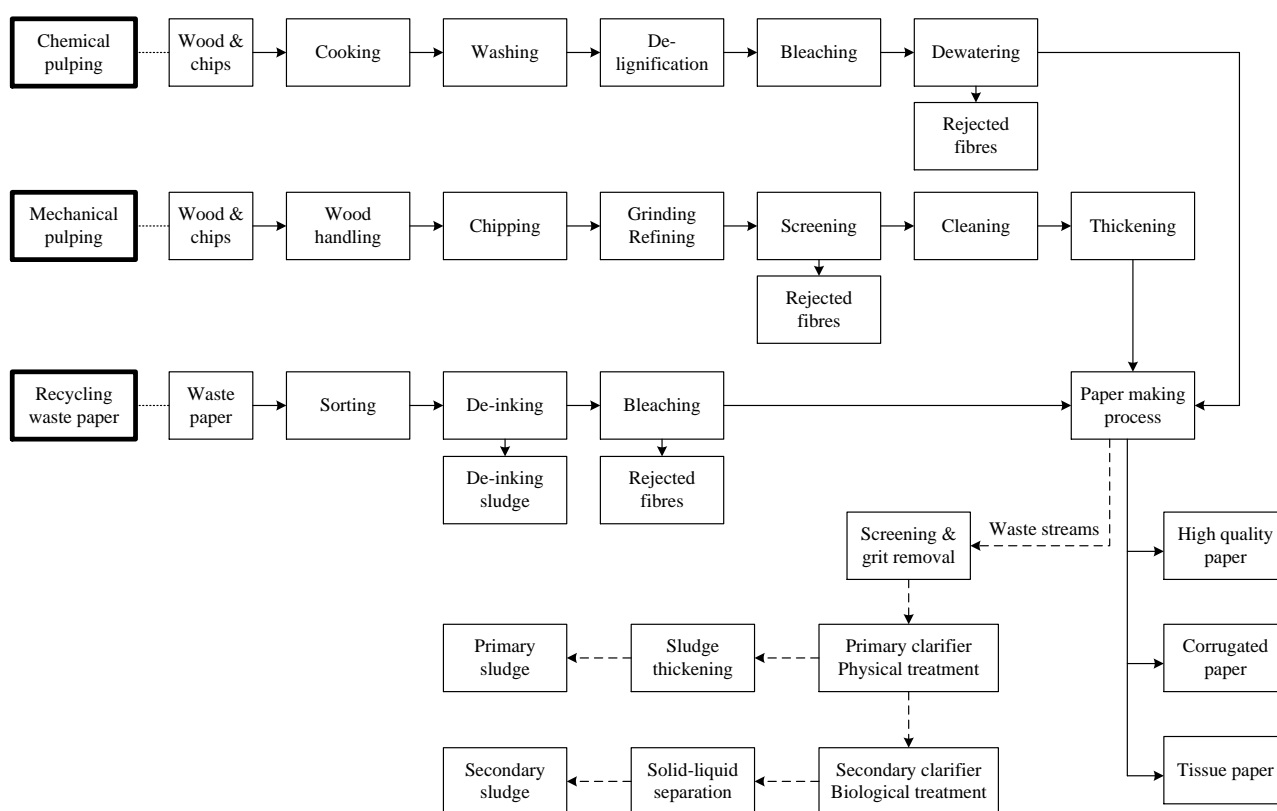 Chemical
pulping
Wood &
chips
Cooking
Washing
De-
lignification
Bleaching
Dewatering
Rejected
fibres
Mechanical
pulping
Wood &
chips
Wood
handling
Chipping
Grinding
Refining
Screening
Cleaning
Thickening
Rejected
fibres
Recycling
waste paper
Waste
paper
Sorting
De-inking
Bleaching
Paper making
process
De-inking
sludge
Rejected
fibres
Waste streams
Screening &
grit removal
High quality
paper
Primary
sludge
Sludge
thickening
Primary clarifier
Physical treatment
Corrugated
paper
Secondary
sludge
Solid-liquid
separation
Secondary clarifier
Biological treatment
Tissue paper